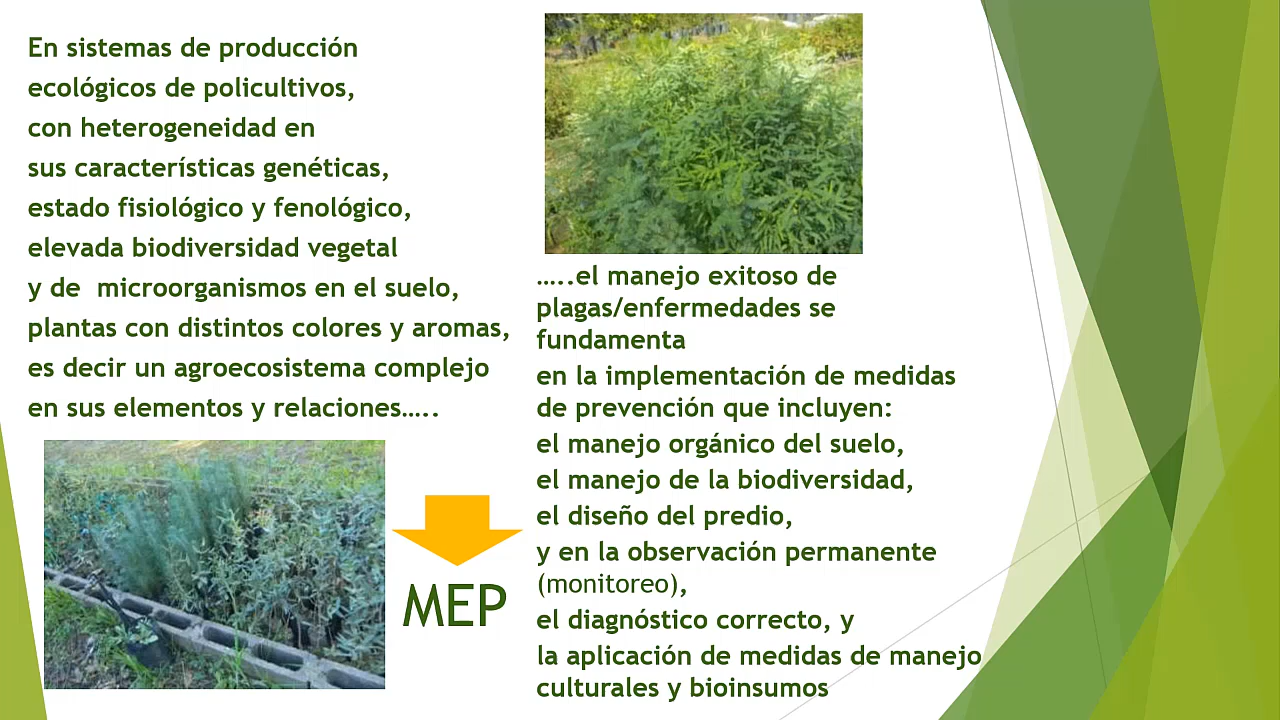 En sistemas de producción
ecológicos de policultivos,
con heterogeneidad en
sus características genéticas,
estado fisiológico y fenológico,
elevada biodiversidad vegetal
y de  microorganismos en el suelo,
plantas con distintos colores y aromas,
es decir un agroecosistema complejo
en sus elementos y relaciones…..
MEP
…..el manejo exitoso de
plagas/enfermedades se
fundamenta
en la implementación de medidas
de prevención que incluyen:
el manejo orgánico del suelo,
el manejo de la biodiversidad,
el diseño del predio,
y en la observación permanente
(monitoreo),
el diagnóstico correcto, y
la aplicación de medidas de manejo
culturales y bioinsumos